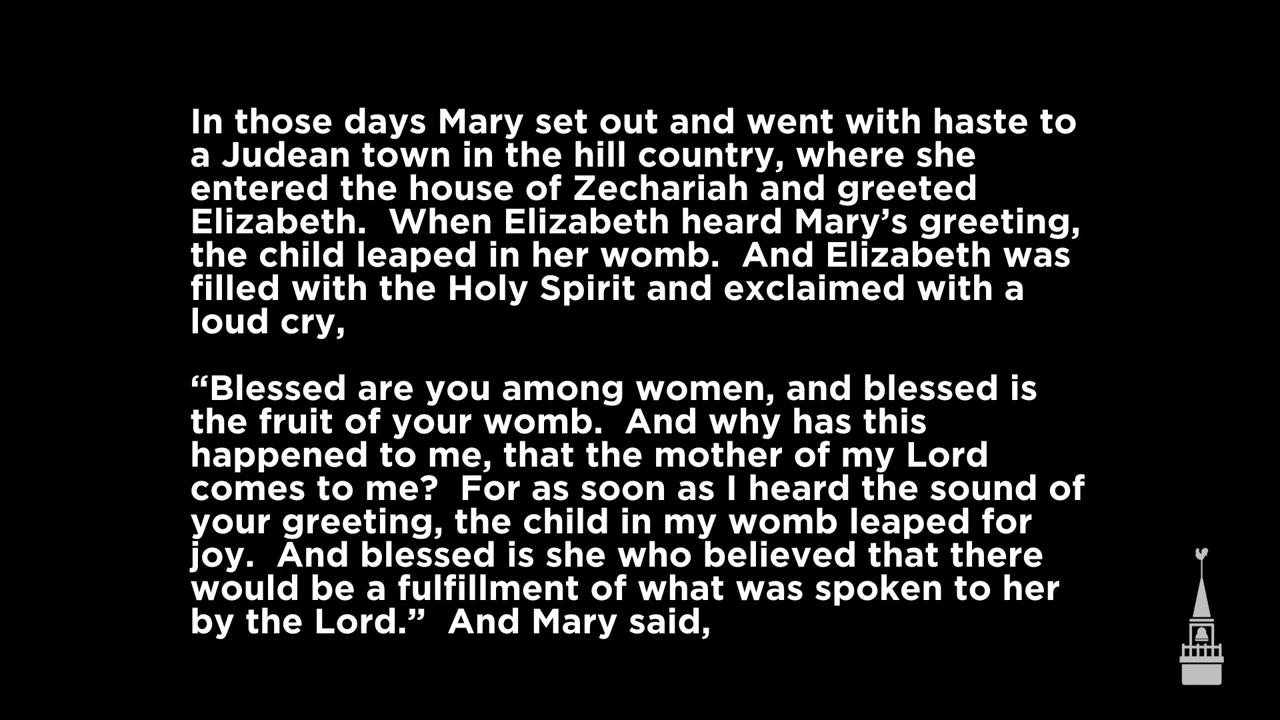 In those days Mary set out and went with haste to
a Judean town in the hill country, where she
entered the house of Zechariah and greeted
Elizabeth.  When Elizabeth heard Mary’s greeting,
the child leaped in her womb.  And Elizabeth was
filled with the Holy Spirit and exclaimed with a
loud cry,
“Blessed are you among women, and blessed is
the fruit of your womb.  And why has this
happened to me, that the mother of my Lord
comes to me?  For as soon as I heard the sound of
your greeting, the child in my womb leaped for
joy.  And blessed is she who believed that there
would be a fulfillment of what was spoken to her
by the Lord.”  And Mary said,